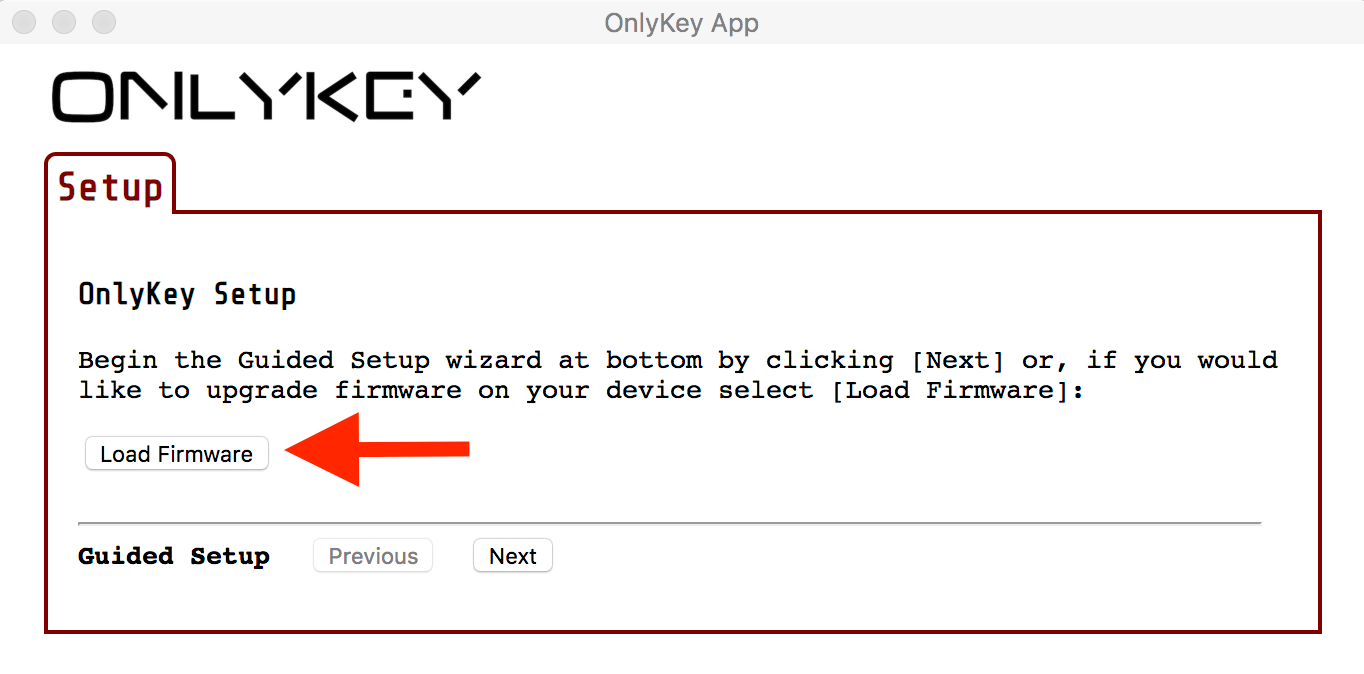 OnlyKey App
ONLYKEY
Setup
OnlyKey Setup
Begin the Guided Setup wizard at bottom by clicking [Next] or, if you would
like to upgrade firmware on your device select [Load Firmware]:
Load Firmware
Guided Setup Previous Next